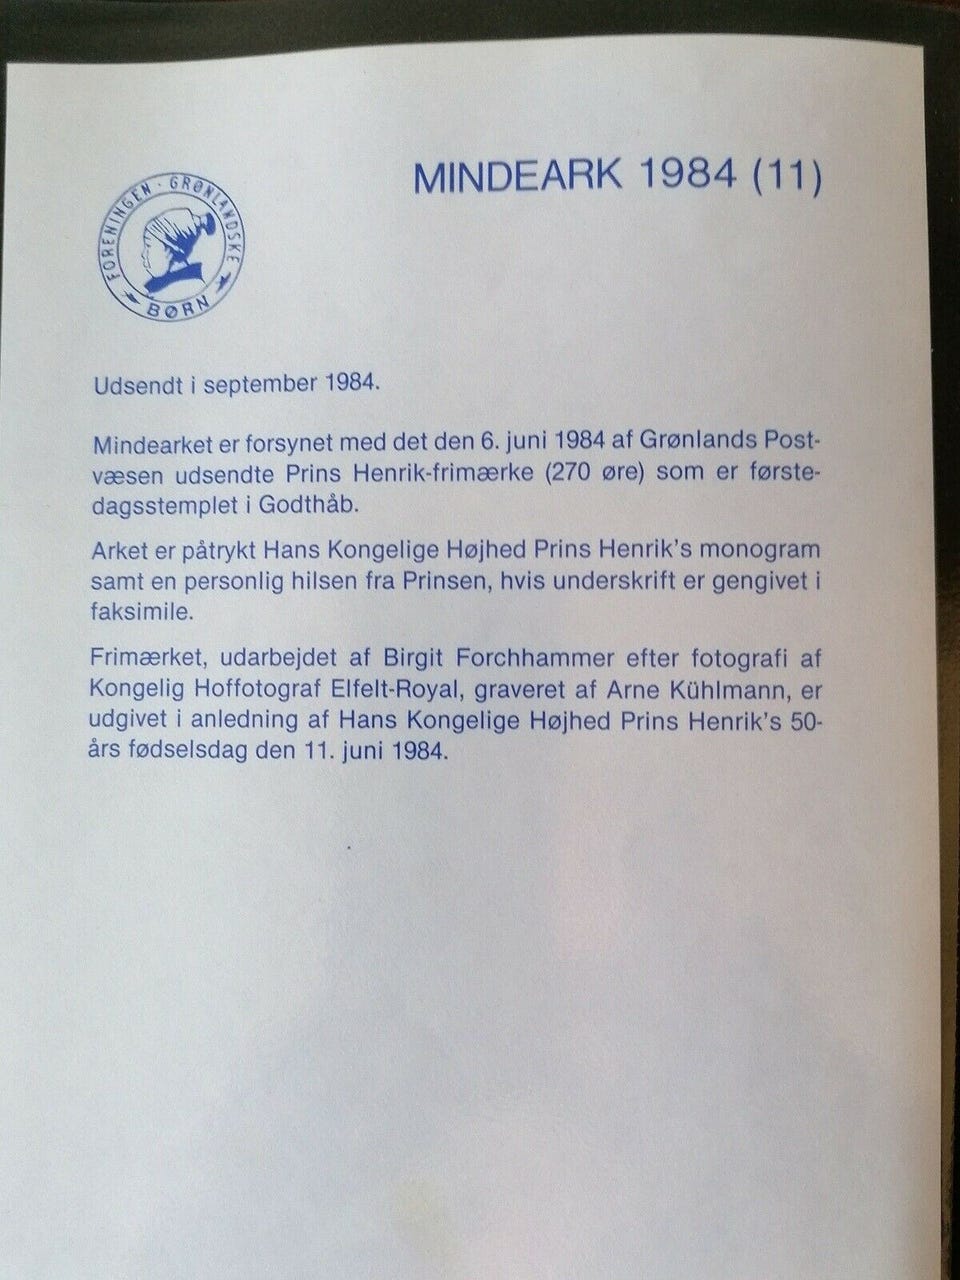 MINDEARK 1984 (11)
FORENINGEN · GRØNLANDSKE
BØRN
Udsendt i september 1984.
Mindearket er forsynet med det den 6. juni 1984 af Grønlands Post-
væsen udsendte Prins Henrik-frimærke (270 øre) som er første-
dagsstemplet i Godthåb.
Arket er påtrykt Hans Kongelige Højhed Prins Henrik's monogram
samt en personlig hilsen fra Prinsen, hvis underskrift er gengivet i
faksimile.
Frimærket, udarbejdet af Birgit Forchhammer efter fotografi af
Kongelig Hoffotograf Elfelt-Royal, graveret af Arne Kühlmann, er
udgivet i anledning af Hans Kongelige Højhed Prins Henrik's 50-
års fødselsdag den 11. juni 1984.